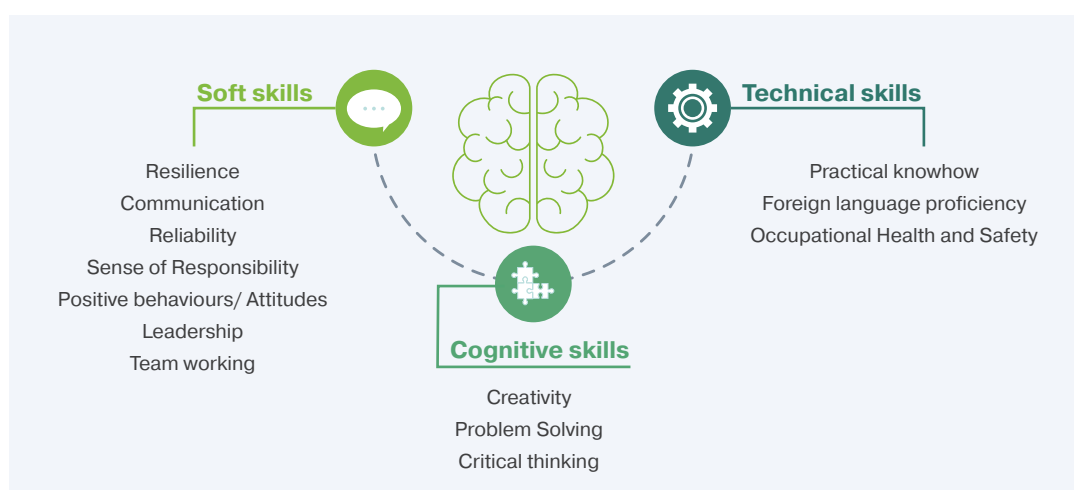 Soft skills
Resilience
Communication
Reliability
Sense of Responsibility
Positive behaviours/ Attitudes
Leadership
Team working
Cognitive skills
Creativity
Problem Solving
Critical thinking
Technical skills
Practical knowhow
Foreign language proficiency
Occupational Health and Safety